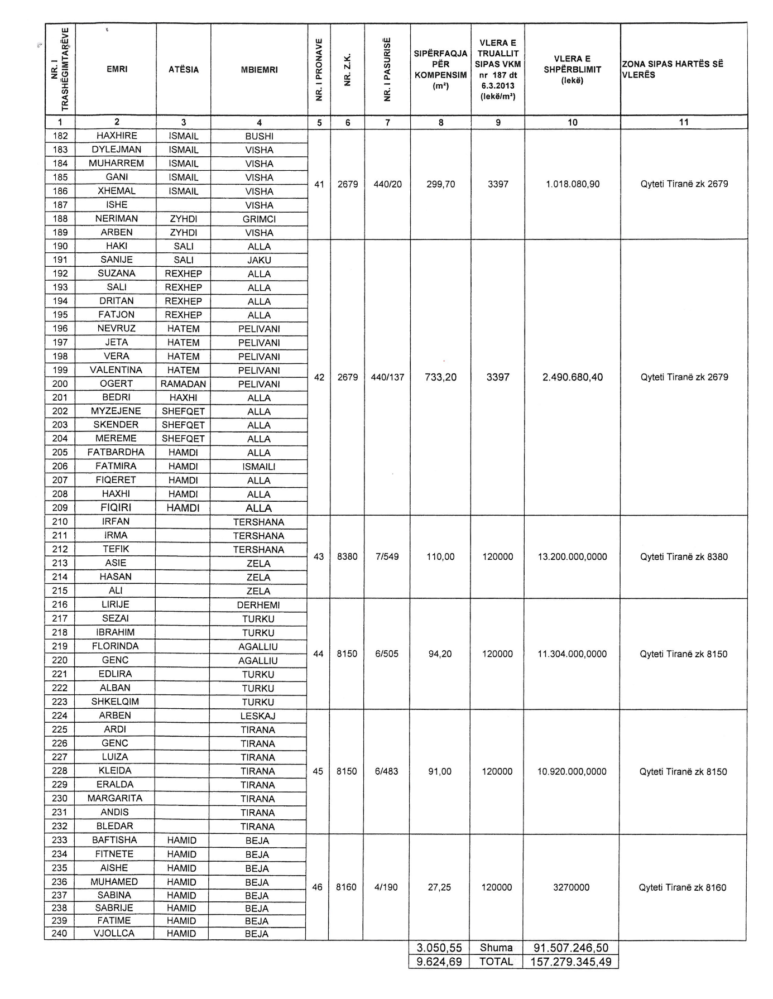 NR. I TRASHËGIMTARËVE EMRI ATËSIA MBIEMRI NR. I PRONAVE NR. Z.K. NR. I PASURISË SIPËRFAQJA PËR KOMPENSIM (m²) VLERA E TRUALLIT SIPAS VKM nr 187 dt 6.3.2013 (lekë/m²) VLERA E SHPËRBLIMIT (lekë) ZONA SIPAS HARTËS SË VLERËS
1 2 3 4 5 6 7 8 9 10 11
182 HAXHIRE ISMAIL BUSHI
183 DYLEJMAN ISMAIL VISHA
184 MUHARREM ISMAIL VISHA
185 GANI ISMAIL VISHA
41 2679 440/20 299,70 3397 1.018.080,90 Qyteti Tiranë zk 2679
186 XHEMAL ISMAIL VISHA
187 ISHE VISHA
188 NERIMAN ZYHDI GRIMCI
189 ARBEN ZYHDI VISHA
190 HAKI SALI ALLA
191 SANIJE SALI JAKU
192 SUZANA REXHEP ALLA
193 SALI REXHEP ALLA
194 DRITAN REXHEP ALLA
195 FATJON REXHEP ALLA
196 NEVRUZ HATEM PELIVANI
197 JETA HATEM PELIVANI
198 VERA HATEM PELIVANI
199 VALENTINA HATEM PELIVANI
42 2679 440/137 733,20 3397 2.490.680,40 Qyteti Tiranë zk 2679
200 OGERT RAMADAN PELIVANI
201 BEDRI HAXHI ALLA
202 MYZEJENE SHEFQET ALLA
203 SKENDER SHEFQET ALLA
204 MEREME SHEFQET ALLA
205 FATBARDHA HAMDI ALLA
206 FATMIRA HAMDI ISMAILI
207 FIQERET HAMDI ALLA
208 HAXHI HAMDI ALLA
209 FIQIRI HAMDI ALLA
210 IRFAN TERSHANA
211 IRMA TERSHANA
212 TEFIK TERSHANA
43 8380 7/549 110,00 120000 13.200.000,0000 Qyteti Tiranë zk 8380
213 ASIE ZELA
214 HASAN ZELA
215 ALI ZELA
216 LIRIJE DERHEMI
217 SEZAI TURKU
218 IBRAHIM TURKU
219 FLORINDA AGALLIU
44 8150 6/505 94,20 120000 11.304.000,0000 Qyteti Tiranë zk 8150
220 GENC AGALLIU
221 EDLIRA TURKU
222 ALBAN TURKU
223 SHKELQIM TURKU
224 ARBEN LESKAJ
225 ARDI TIRANA
226 GENC TIRANA
227 LUIZA TIRANA
228 KLEIDA TIRANA 45 8150 6/483 91,00 120000 10.920.000,0000 Qyteti Tiranë zk 8150
229 ERALDA TIRANA
230 MARGARITA TIRANA
231 ANDIS TIRANA
232 BLEDAR TIRANA
233 BAFTISHA HAMID BEJA
234 FITNETE HAMID BEJA
235 AISHE HAMID BEJA
236 MUHAMED HAMID BEJA
46 8160 4/190 27,25 120000 3270000 Qyteti Tiranë zk 8160
237 SABINA HAMID BEJA
238 SABRIJE HAMID BEJA
239 FATIME HAMID BEJA
240 VJOLLCA HAMID BEJA
3.050,55 Shuma 91.507.246,50
9.624,69 TOTAL 157.279.345,49